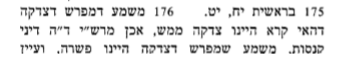 175 בראשית יח, יט. 176 משמע דמפרש דצדקה
דהאי קרא היינו צדקה ממש, אכן מרש״י ד״ה דיני
קנסות. משמע שמפרש דצדקה היינו פשרה. ועיין